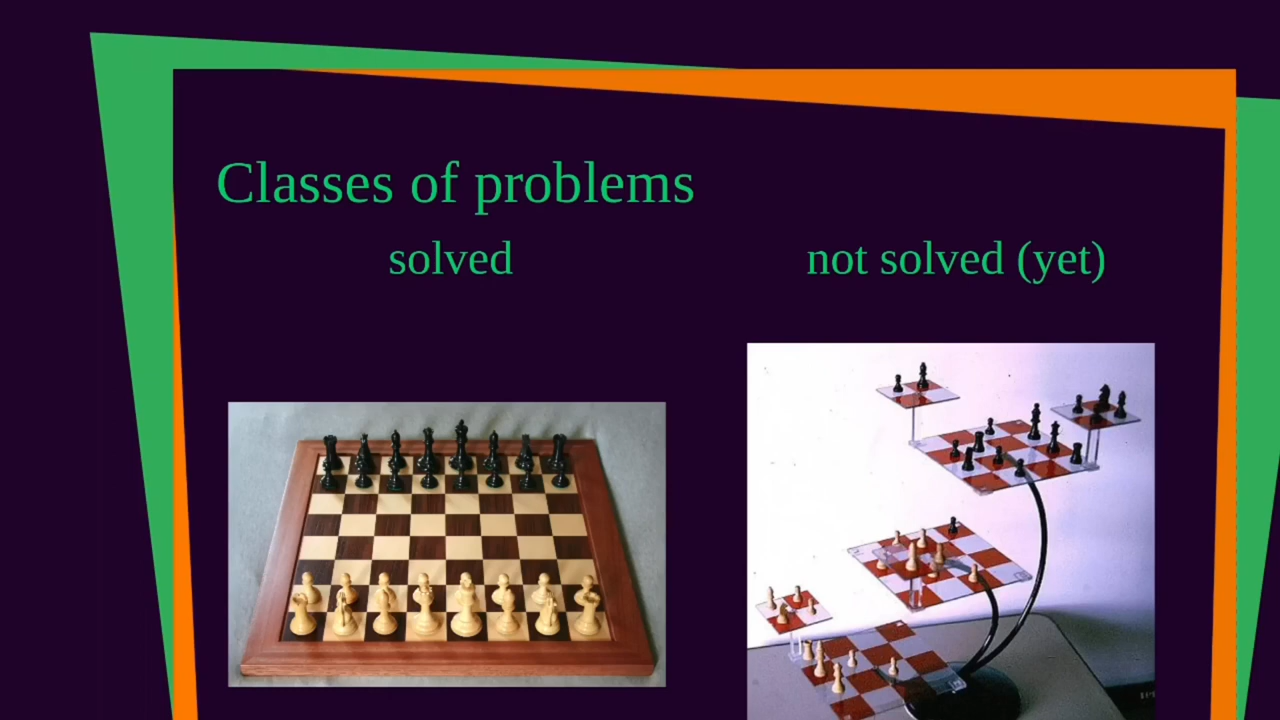 Classes of problems
solved
not solved (yet)